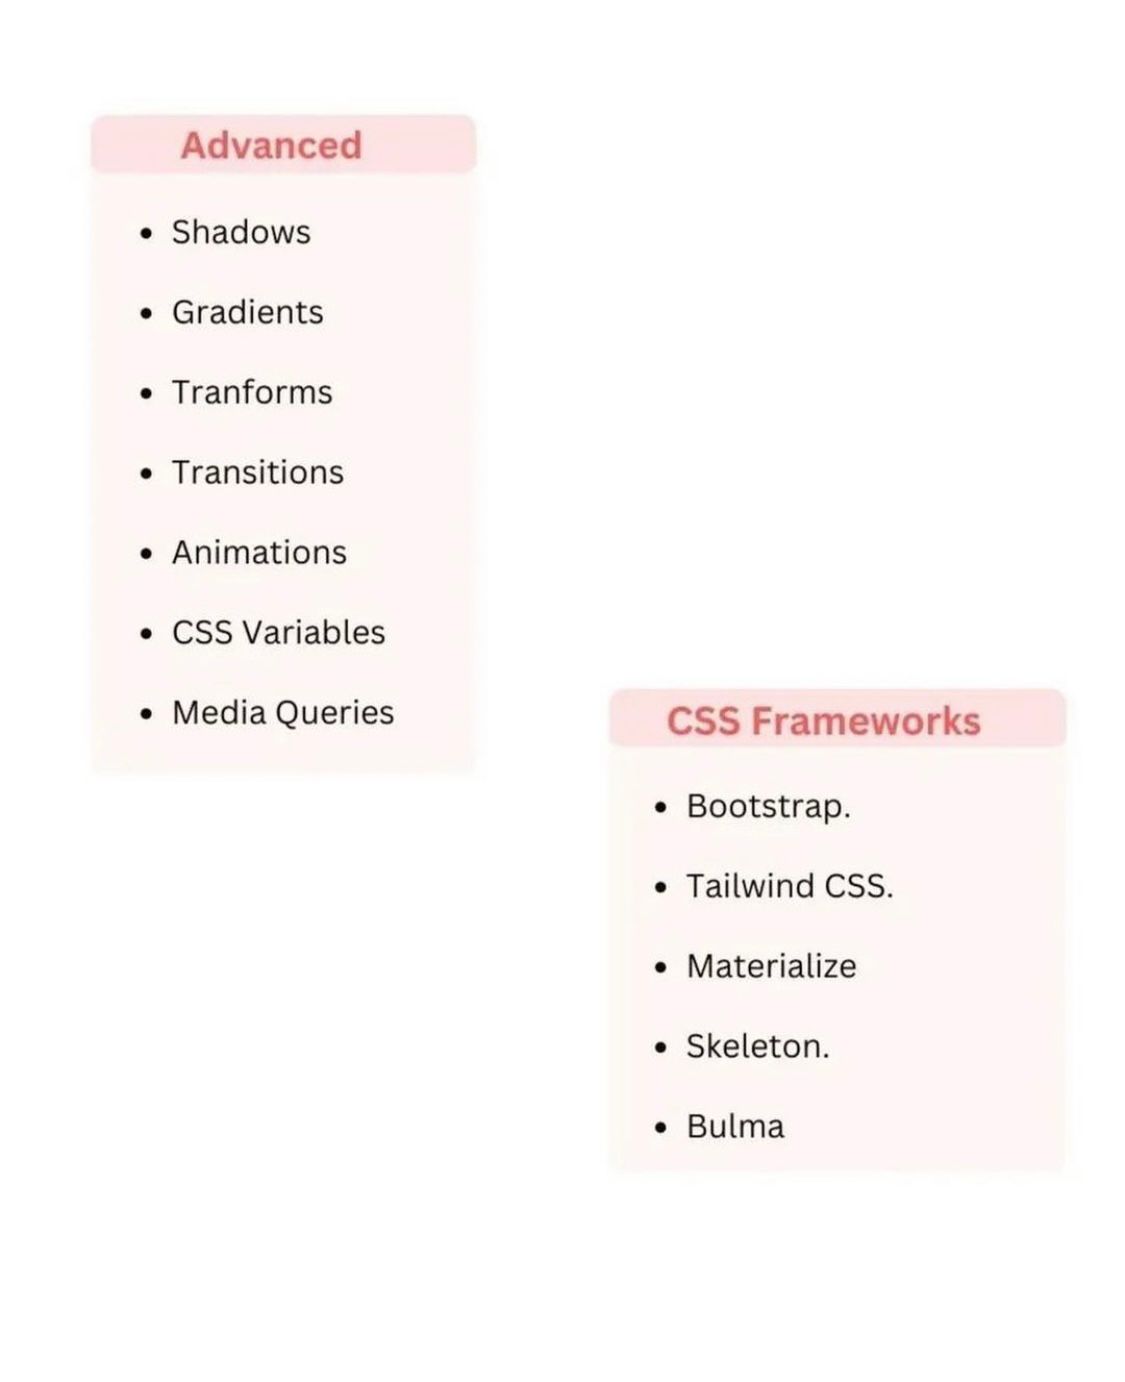 Advanced
• Shadows
• Gradients
• Tranforms
• Transitions
• Animations
• CSS Variables
• Media Queries
CSS Frameworks
• Bootstrap.
• Tailwind CSS.
• Materialize
• Skeleton.
• Bulma